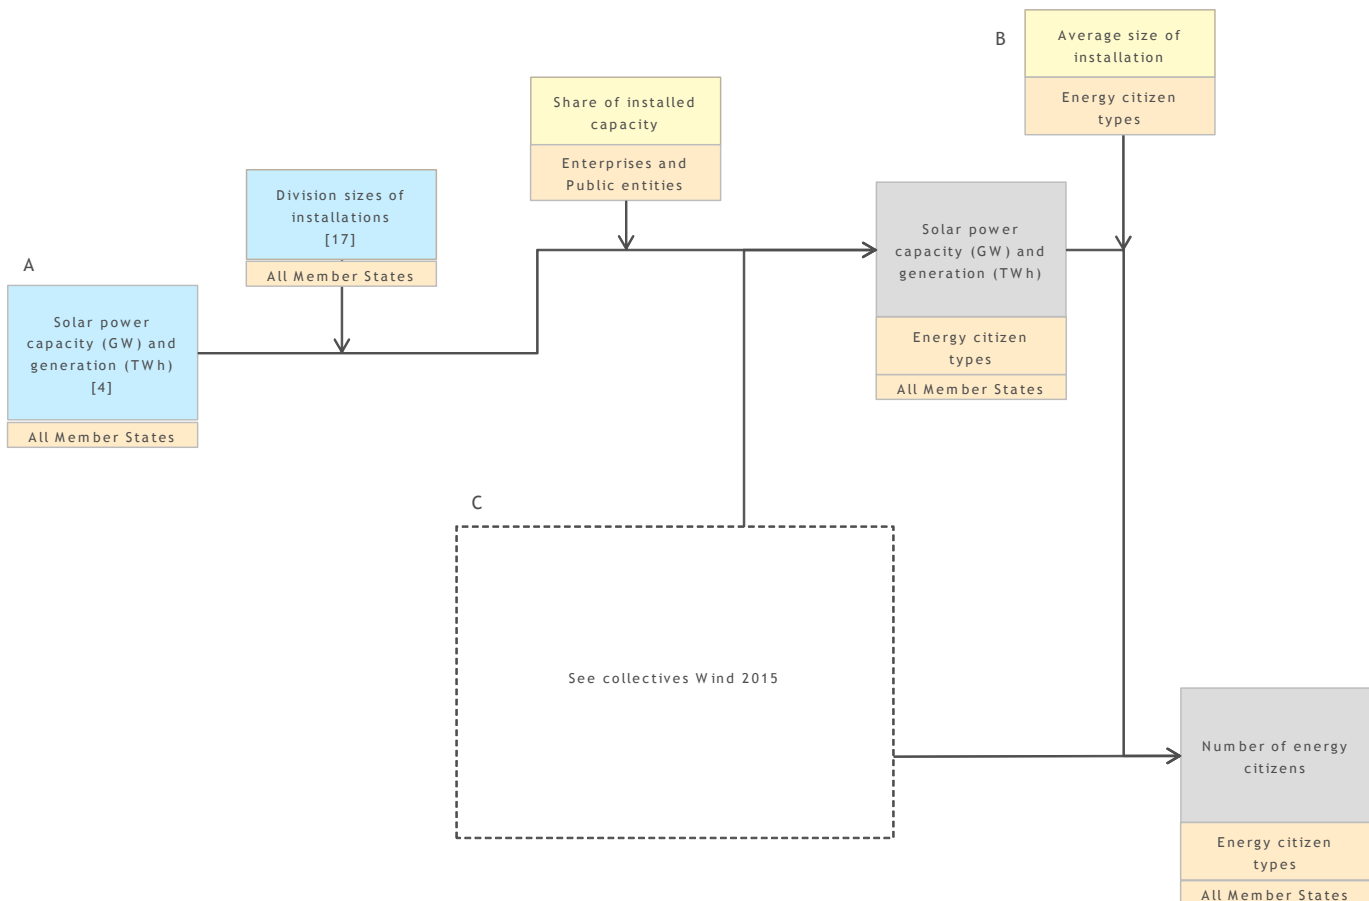 B
Average size of
installation
Energy citizen
types
Share of installed
capacity
Enterprises and
Public entities
Division sizes of
installations
[17]
All Member States
A
Solar power
capacity (GW) and
generation (TWh)
[4]
All Member States
Solar power
capacity (GW) and
generation (TWh)
Energy citizen
types
All Member States
C
See collectives Wind 2015
Number of energy
citizens
Energy citizen
types
All Member States